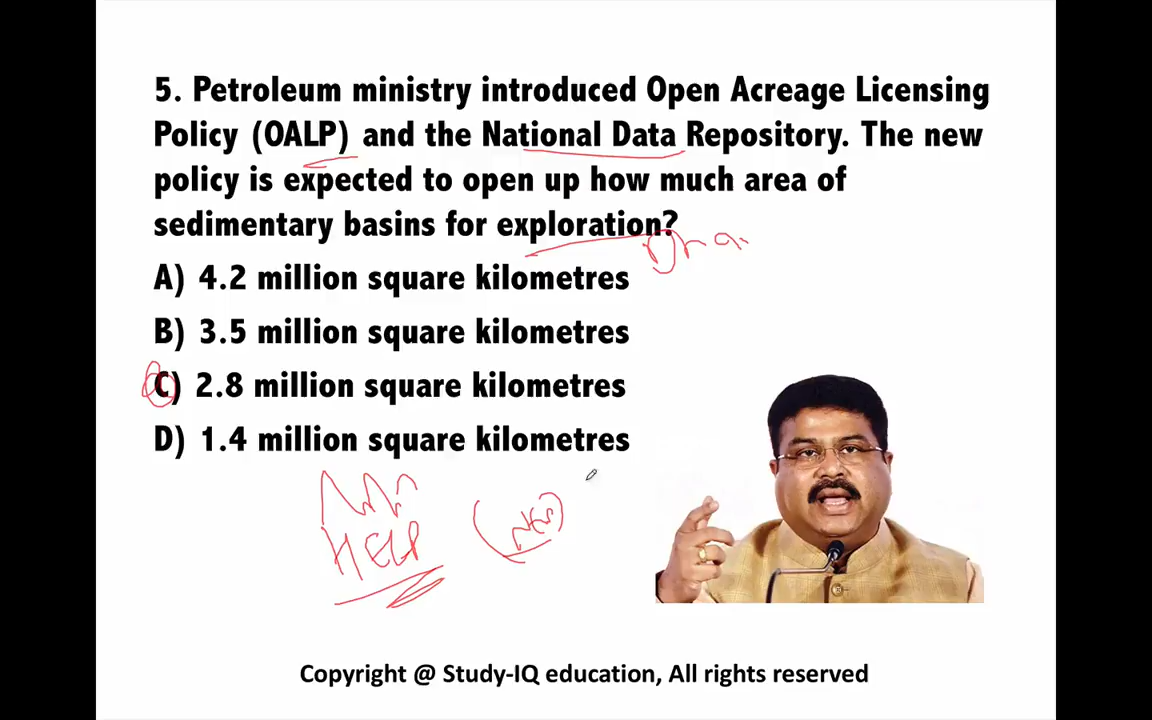 5. Petroleum ministry introduced Open Acreage Licensing
Policy (OALP) and the National Data Repository. The new
policy is expected to open up how much area of
sedimentary basins for exploration?
A) 4.2 million square kilometres
B) 3.5 million square kilometres
C) 2.8 million square kilometres
D) 1.4 million square kilometres
HELP
Copyright @ Study-IQ education, All rights reserved